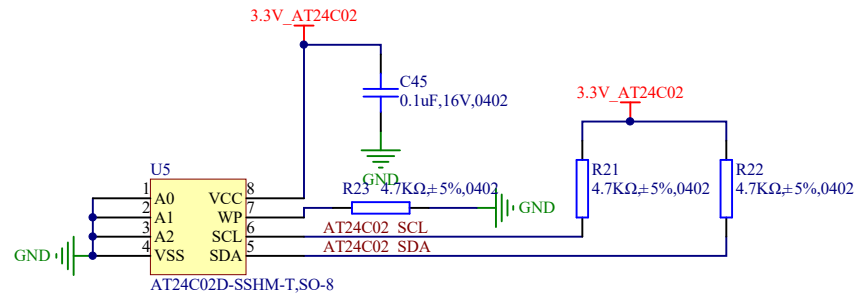 3.3V_AT24C02
C45
0.1uF,16V,0402
GND
3.3V_AT24C02
U5
R21
4.7KΩ,±5%,0402
R22
4.7KΩ,±5%,0402
1 A0 VCC 8
R23 4.7KΩ,±5%,0402
2 A1 WP 7
GND
3 A2 SCL 6 AT24C02_SCL
GND 4 VSS SDA 5 AT24C02_SDA
AT24C02D-SSHM-T,SO-8